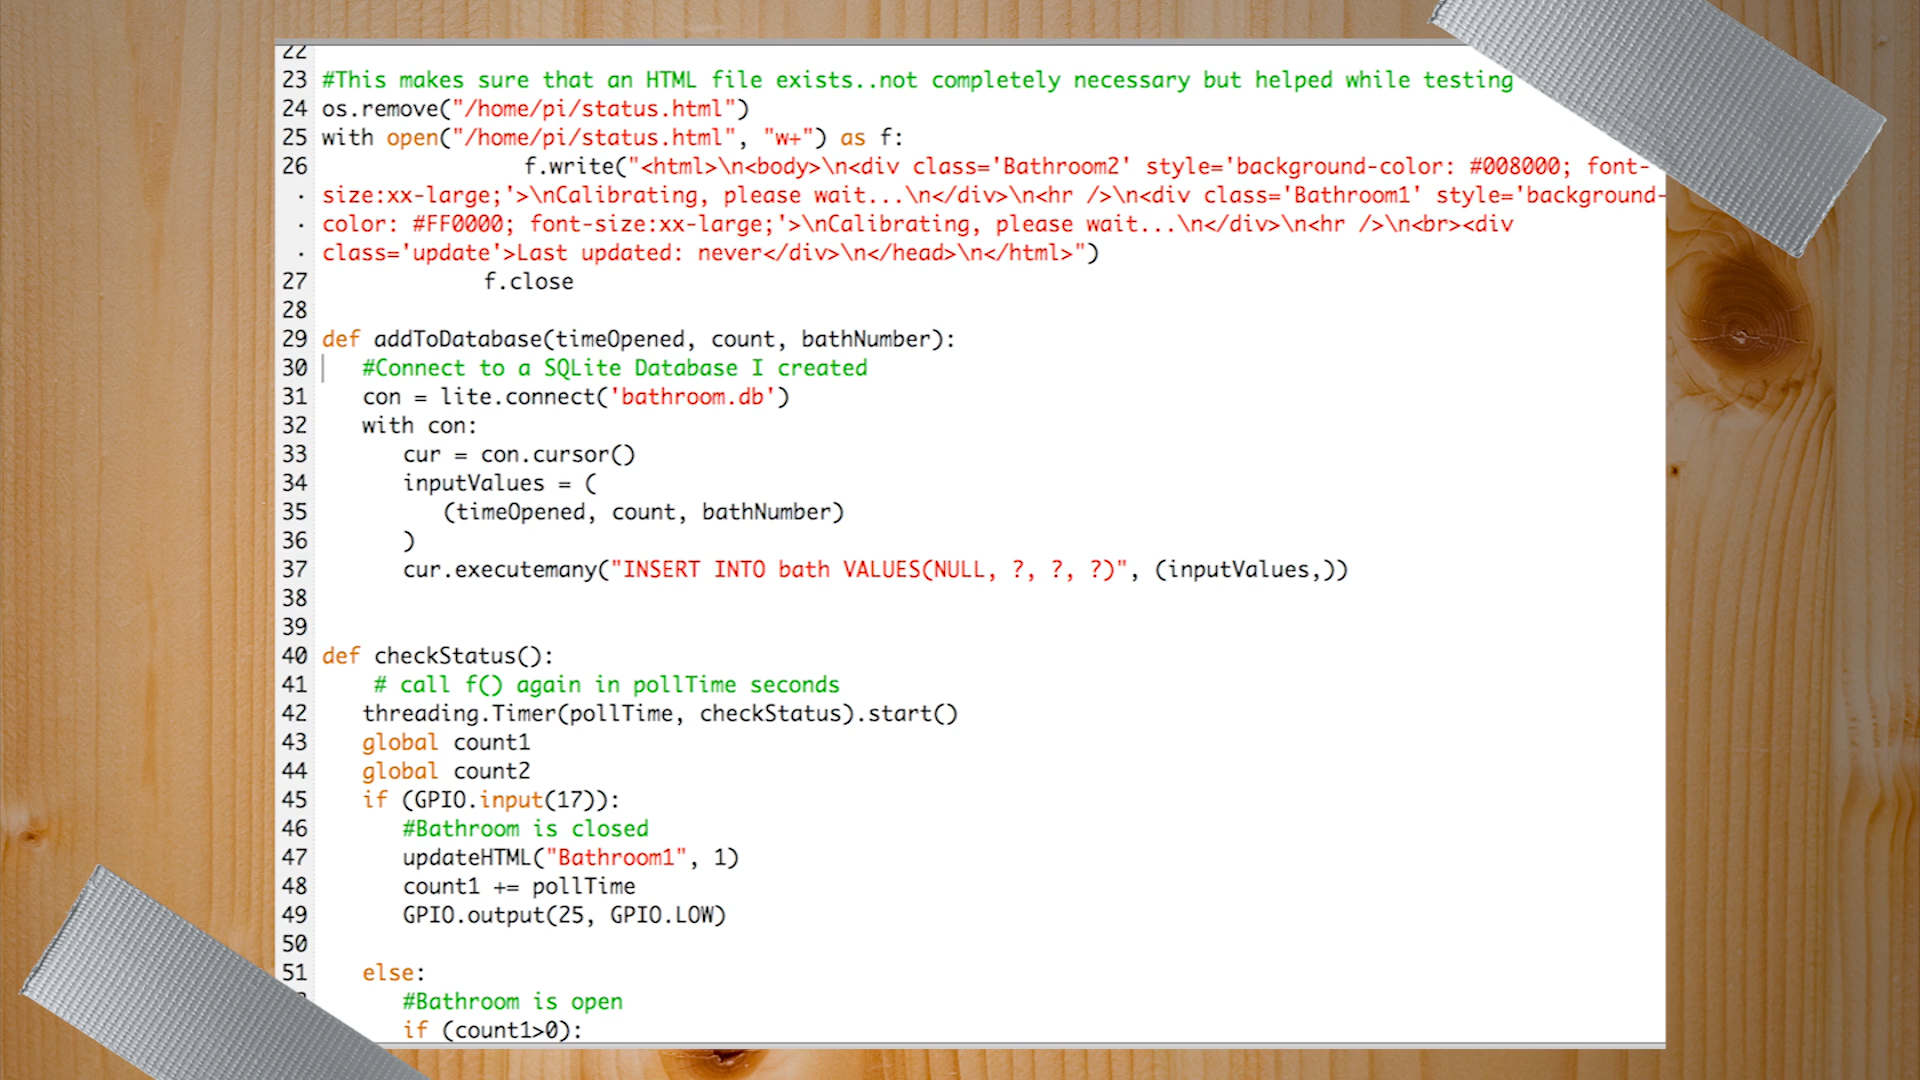 22
23 #This makes sure that an HTML file exists..not completely necessary but helped while testing
24 os.remove("/home/pi/status.html")
25 with open("/home/pi/status.html", "w+") as f:
26 f.write("<html>\n<body>\n<div class='Bathroom2' style='background-color: #008000; font-
· size:xx-large;'>\nCalibrating, please wait...\n</div>\n<hr />\n<div class='Bathroom1' style='background-
· color: #FF0000; font-size:xx-large;'>\nCalibrating, please wait...\n</div>\n<hr />\n<br><div
· class='update'>Last updated: never</div>\n</head>\n</html>")
27 f.close
28
29 def addToDatabase(timeOpened, count, bathNumber):
30 #Connect to a SQLite Database I created
31 con = lite.connect('bathroom.db')
32 with con:
33 cur = con.cursor()
34 inputValues = (
35 (timeOpened, count, bathNumber)
36 )
37 cur.executemany("INSERT INTO bath VALUES(NULL, ?, ?, ?)", (inputValues,))
38
39
40 def checkStatus():
41 # call f() again in pollTime seconds
42 threading.Timer(pollTime, checkStatus).start()
43 global count1
44 global count2
45 if (GPIO.input(17)):
46 #Bathroom is closed
47 updateHTML("Bathroom1", 1)
48 count1 += pollTime
49 GPIO.output(25, GPIO.LOW)
50
51 else:
#Bathroom is open
if (count1>0):